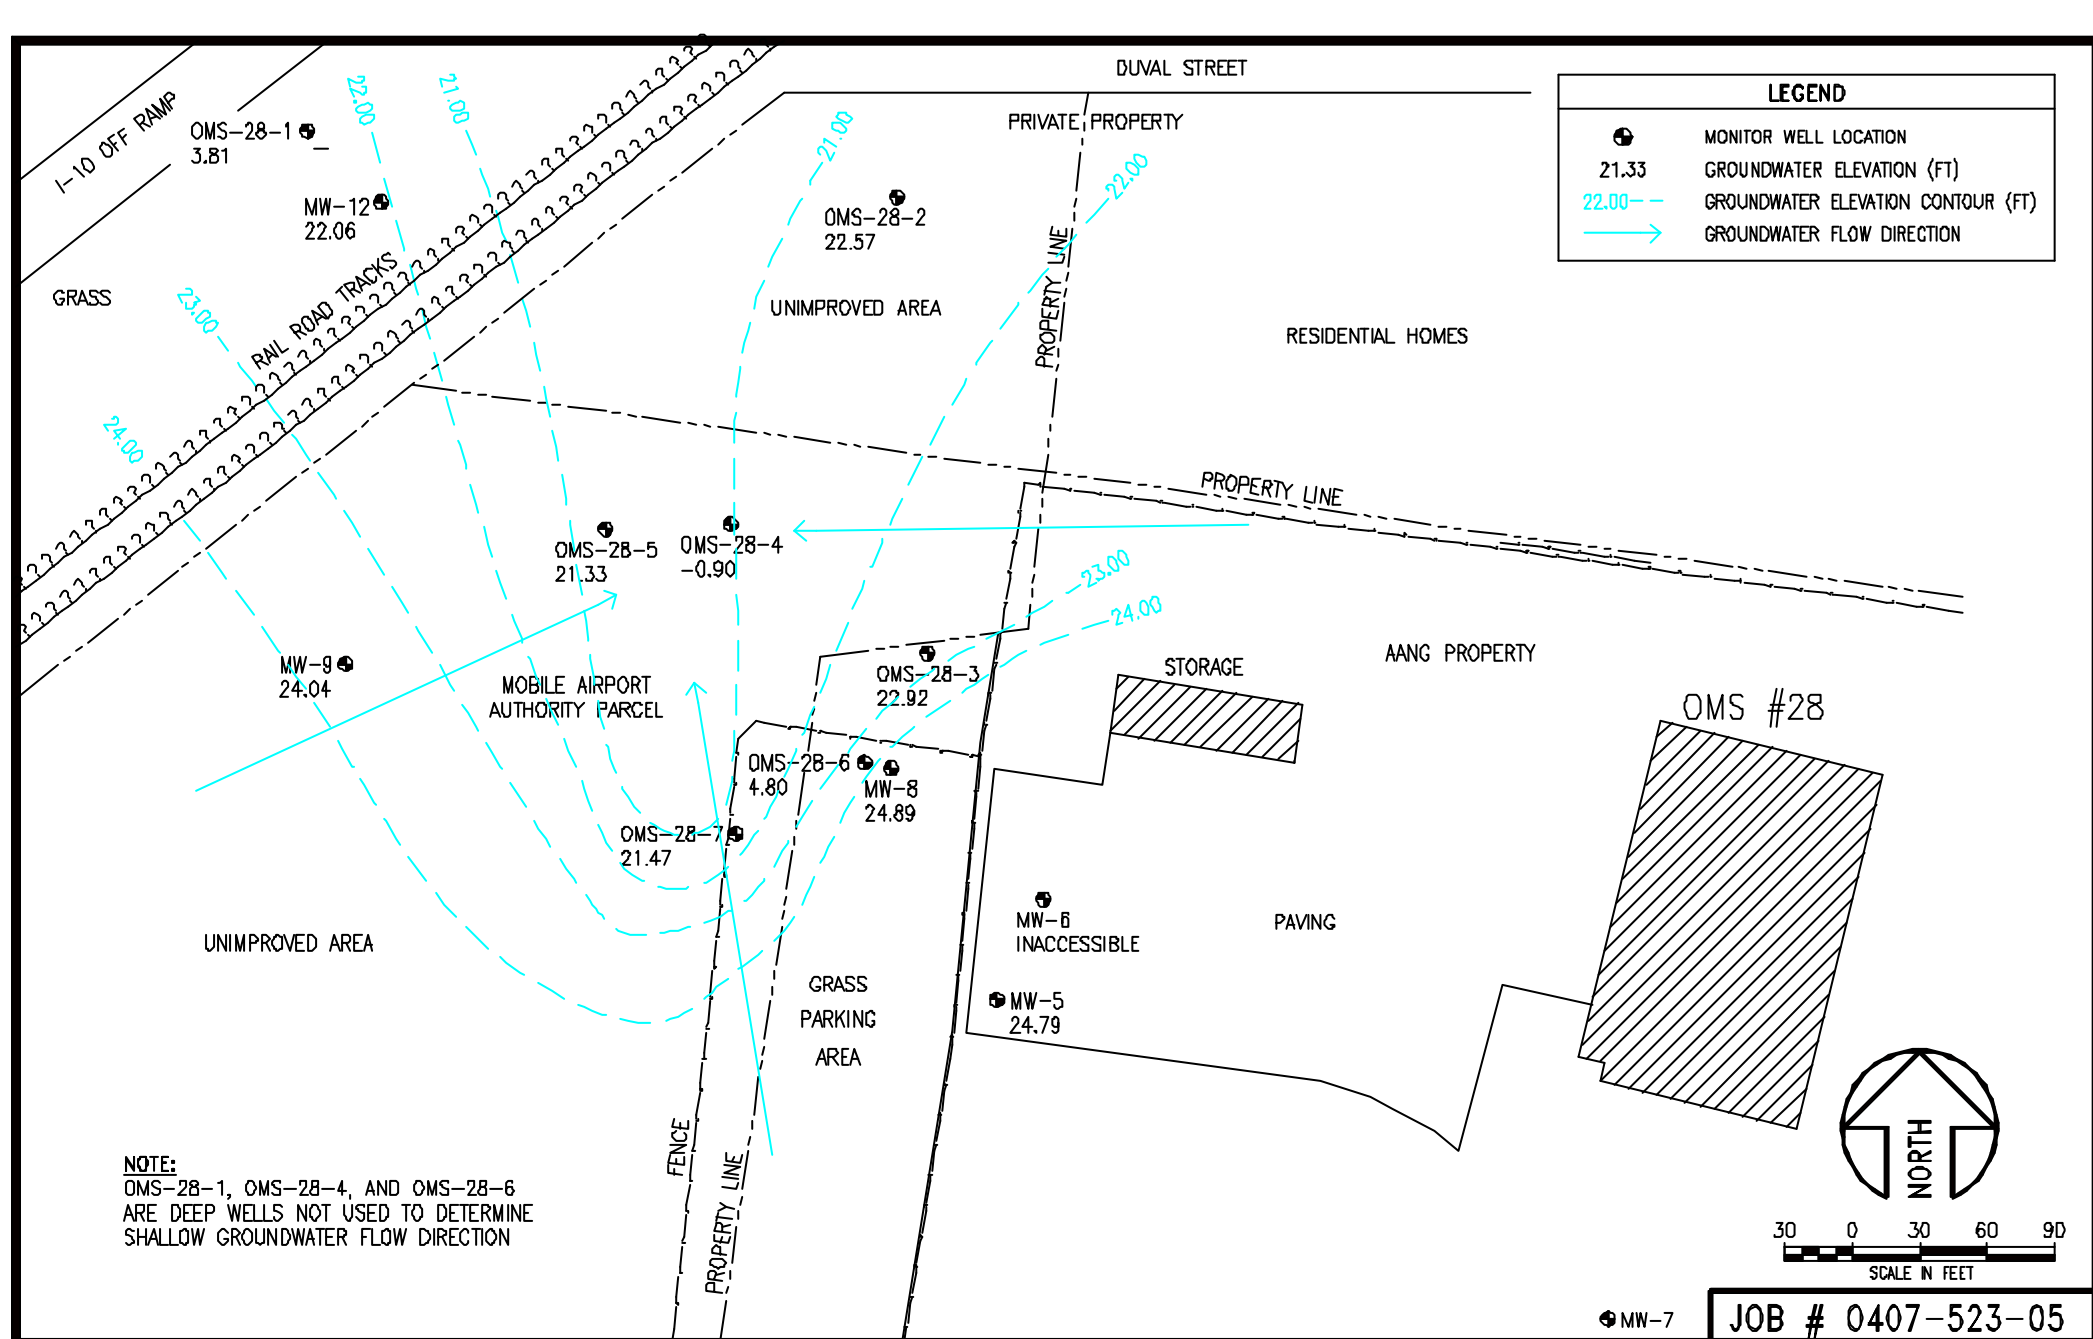 DUVAL STREET
LEGEND
MONITOR WELL LOCATION
21.33 GROUNDWATER ELEVATION (FT)
22.00 GROUNDWATER ELEVATION CONTOUR (FT)
GROUNDWATER FLOW DIRECTION
I-10 OFF RAMP
OMS-28-1
3.81
22.00
21.00
21.00
22.00
PRIVATE PROPERTY
MW-12
22.06
OMS-28-2
22.57
GRASS
23.00
RAIL ROAD TRACKS
UNIMPROVED AREA
PROPERTY LINE
RESIDENTIAL HOMES
24.00
PROPERTY LINE
OMS-28-5
21.33
OMS-28-4
-0.90
23.00
24.00
MW-9
24.04
MOBILE AIRPORT
AUTHORITY PARCEL
OMS-28-3
22.92
STORAGE
AANG PROPERTY
OMS #28
OMS-28-6
4.80
MW-8
24.89
OMS-28-7
21.47
MW-6
INACCESSIBLE
PAVING
UNIMPROVED AREA
GRASS
PARKING
AREA
MW-5
24.79
FENCE
PROPERTY LINE
NOTE:
OMS-28-1, OMS-28-4, AND OMS-28-6
ARE DEEP WELLS NOT USED TO DETERMINE
SHALLOW GROUNDWATER FLOW DIRECTION
NORTH
30 0 30 60 90
SCALE IN FEET
MW-7
JOB # 0407-523-05